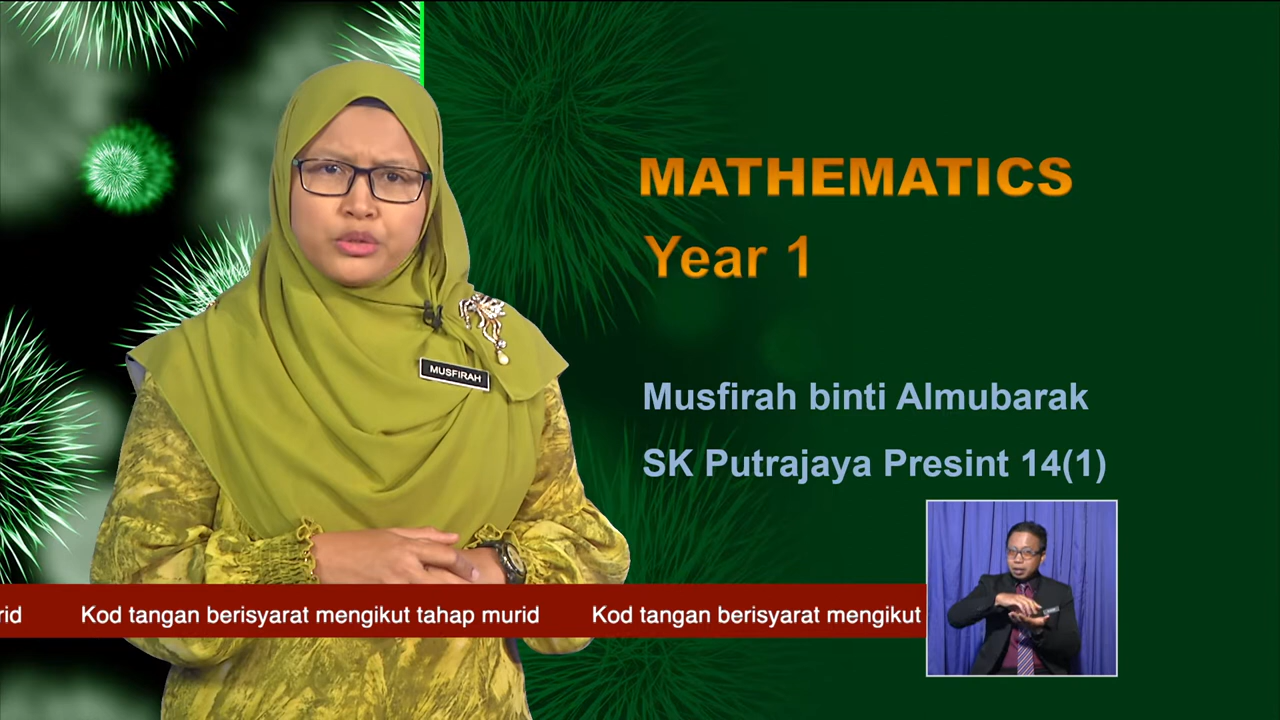 MATHEMATICS
Year 1
MUSFIRAH
Musfirah binti Almubarak
SK Putrajaya Presint 14(1)
rid Kod tangan berisyarat mengikut tahap murid Kod tangan berisyarat mengikut